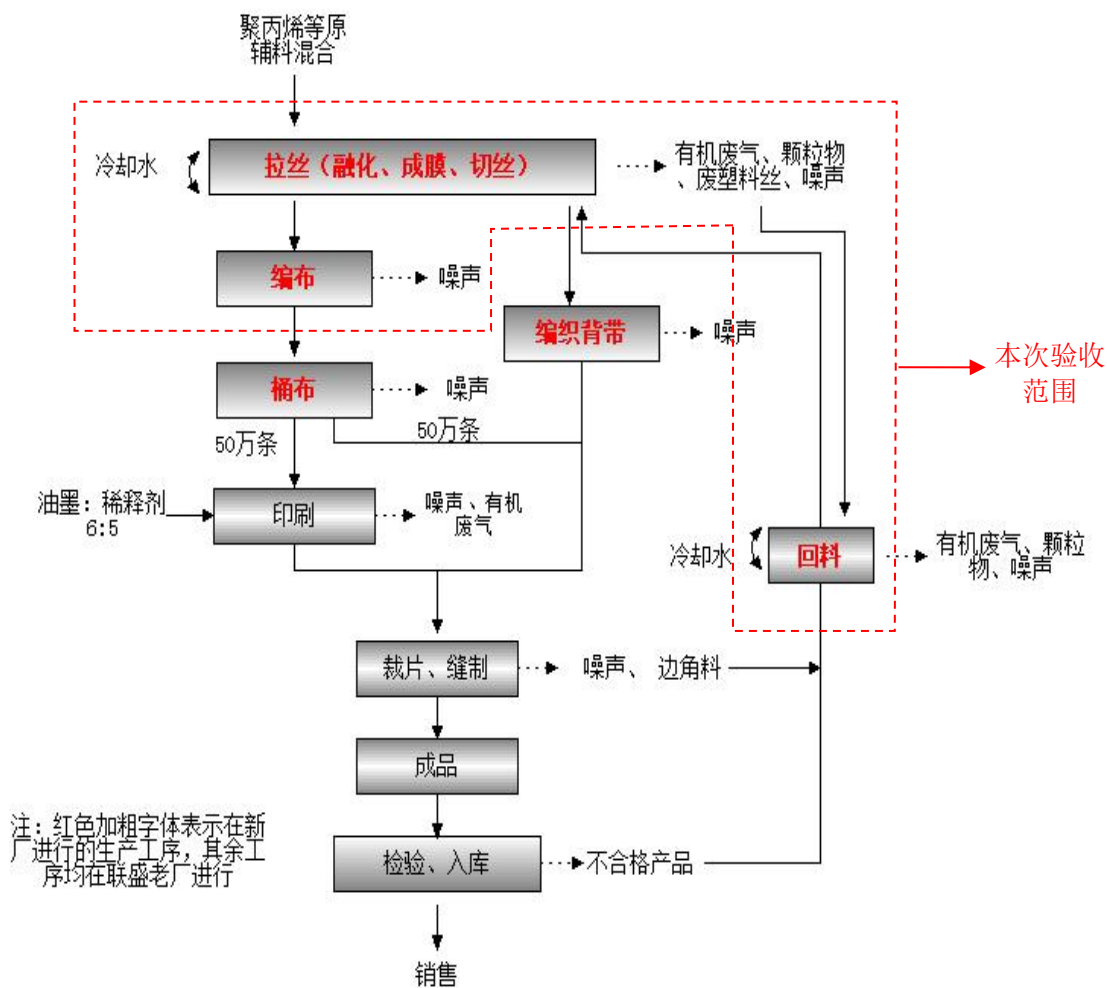 聚丙烯等原
辅料混合
冷却水
拉丝（融化、成膜、切丝）
有机废气、颗粒物
、废塑料丝、噪声
编布
噪声
编织背带
噪声
本次验收
范围
桶布
噪声
50万条
50万条
油墨：稀释剂
6:5
印刷
噪声、有机
废气
冷却水
回料
有机废气、颗粒
物、噪声
裁片、缝制
噪声、 边角料
成品
注：红色加粗字体表示在新
厂进行的生产工序，其余工
序均在联盛老厂进行
检验、入库
不合格产品
销售